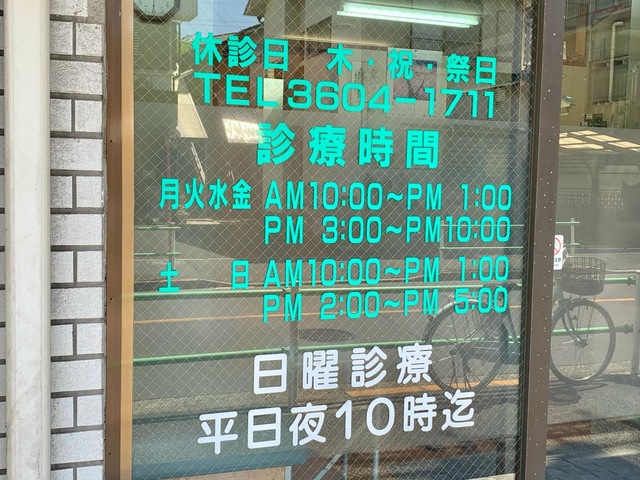 休診日　木・祝・祭日
TEL3604-1711
診療時間
月火水金 AM10:00～PM 1:00
PM 3:00～PM10:00
土　日 AM10:00～PM 1:00
PM 2:00～PM 5:00
日曜診療
平日夜10時迄